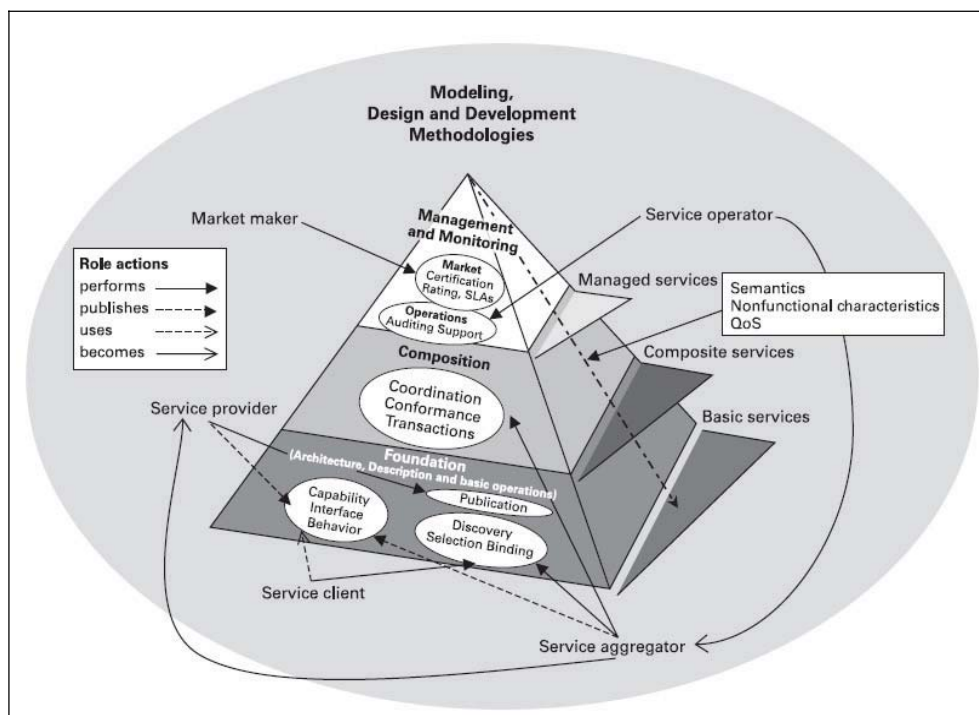 Modeling,
Design and Development
Methodologies
Market maker
Service operator
Management
and Monitoring
Role actions
performs
publishes
uses
becomes
Market
Certification
Rating, SLAs
Managed services
Semantics
Nonfunctional characteristics
QoS
Operations
Auditing Support
Composition
Composite services
Coordination
Conformance
Transactions
Service provider
Basic services
Foundation
(Architecture, Description and basic operations)
Publication
Capability
Interface
Behavior
Discovery
Selection Binding
Service client
Service aggregator